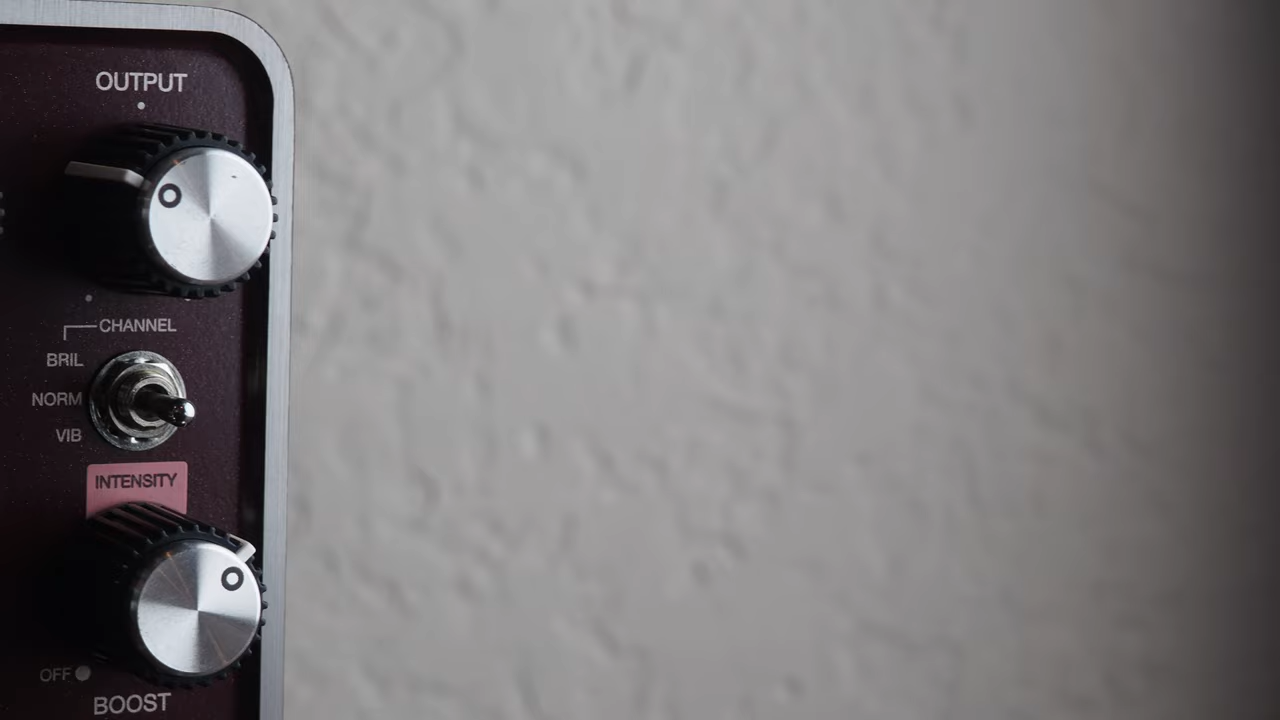 OUTPUT
CHANNEL
BRIL
NORM
VIB
INTENSITY
OFF
BOOST